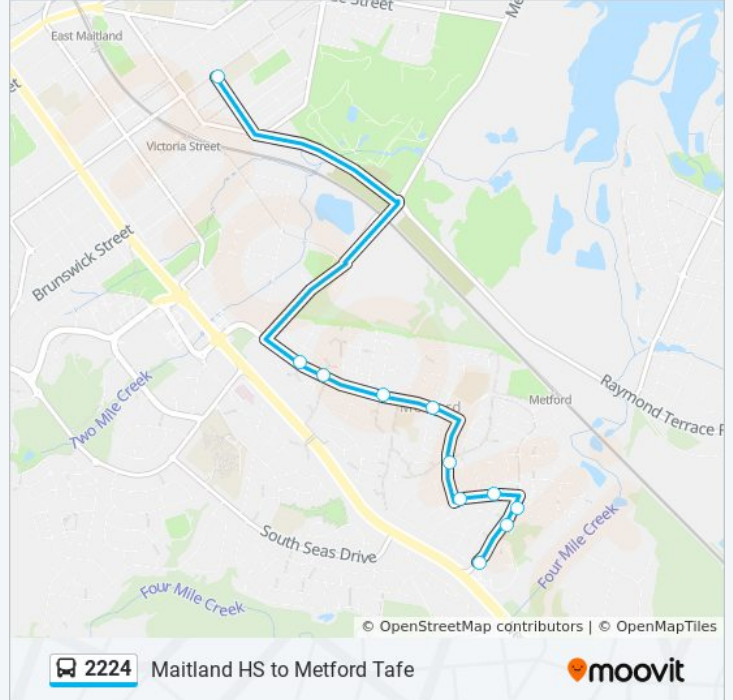 East Maitland
Victoria Street
Brunswick Street
Two Mile Creek
Metford
Raymond Terrace
South Seas Drive
Four Mile Creek
Four Mile Creek
© OpenStreetMap contributors | © OpenMapTiles
2224 Maitland HS to Metford Tafe
moovit